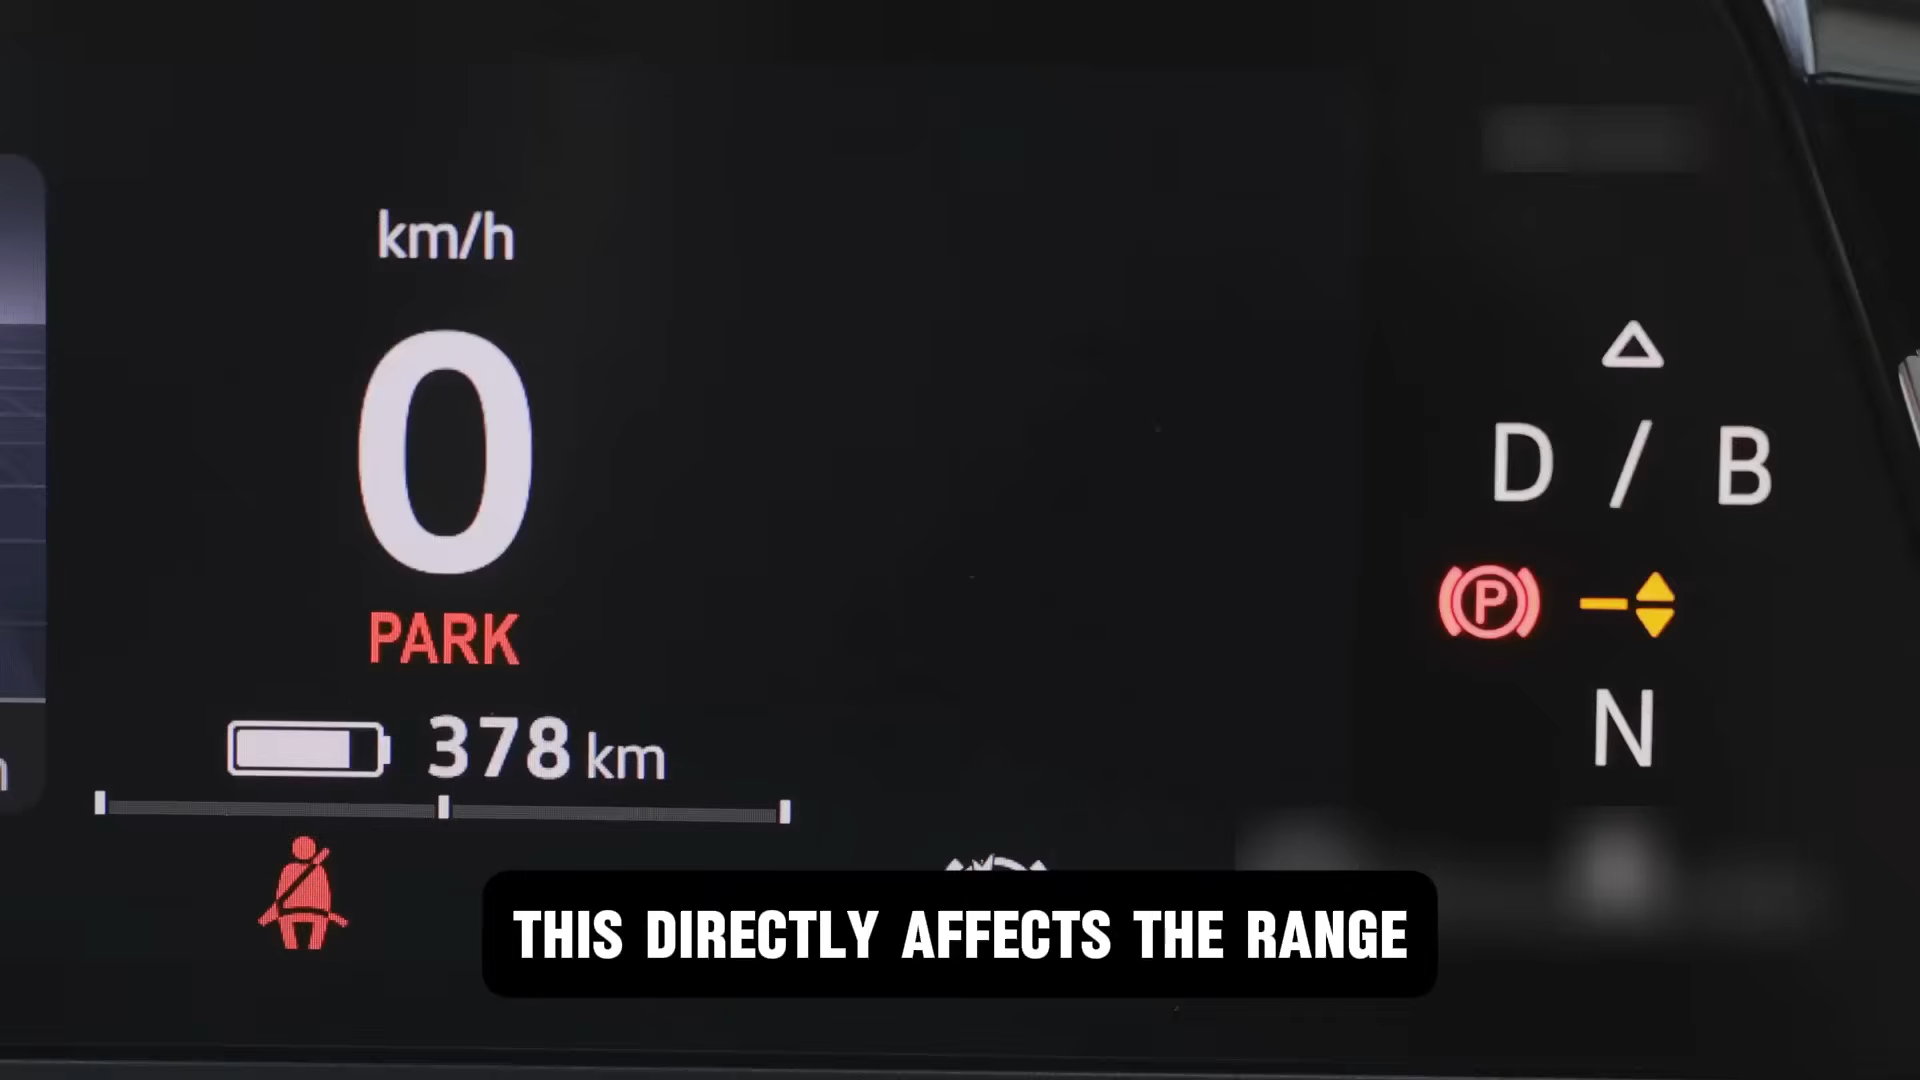 km/h
0
PARK
378 km
D / B
P
N
THIS DIRECTLY AFFECTS THE RANGE